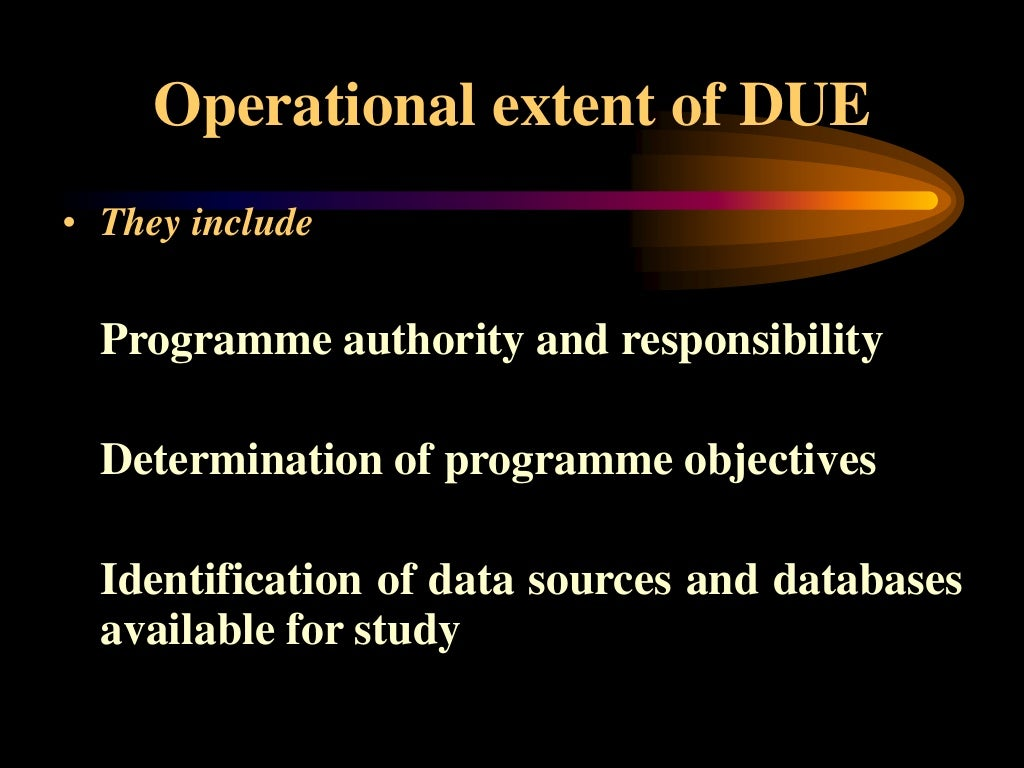 Operational extent of DUE
• They include
Programme authority and responsibility
Determination of programme objectives
Identification of data sources and databases
available for study